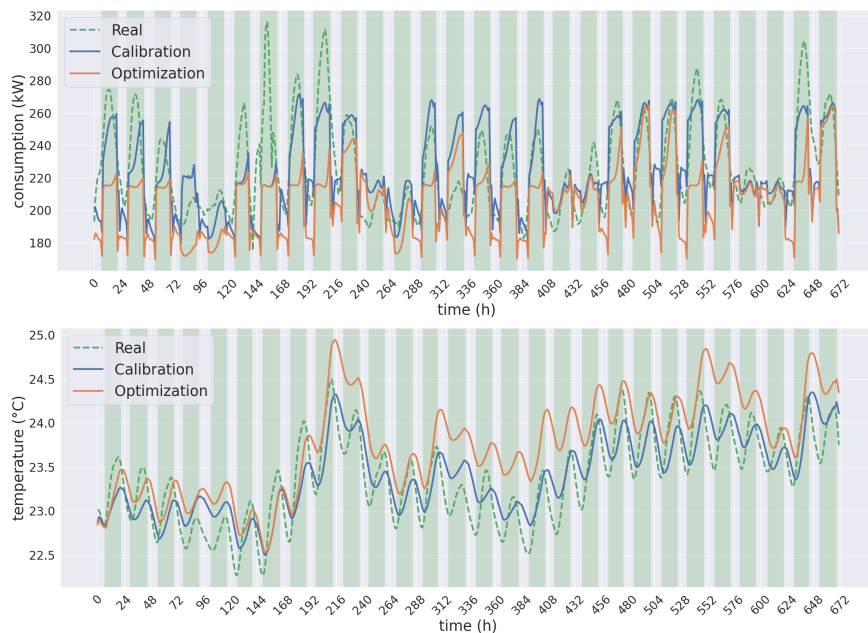 320
300
280
260
240
220
200
180
consumption (kW)
Real
Calibration
Optimization
0 24 48 72 96 120 144 168 192 216 240 264 288 312 336 360 384 408 432 456 480 504 528 552 576 600 624 648 672
time (h)
25.0
24.5
24.0
23.5
23.0
22.5
temperature (°C)
Real
Calibration
Optimization
0 24 48 72 96 120 144 168 192 216 240 264 288 312 336 360 384 408 432 456 480 504 528 552 576 600 624 648 672
time (h)